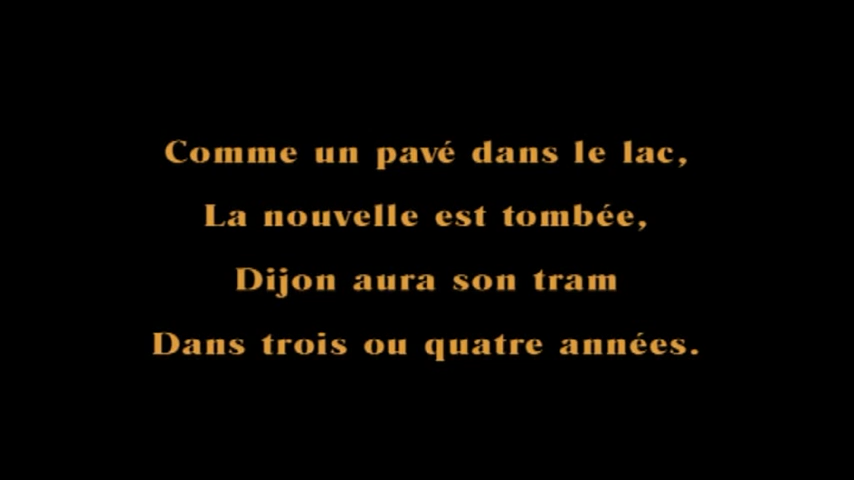 Comme un pavé dans le lac,
La nouvelle est tombée,
Dijon aura son tram
Dans trois ou quatre années.